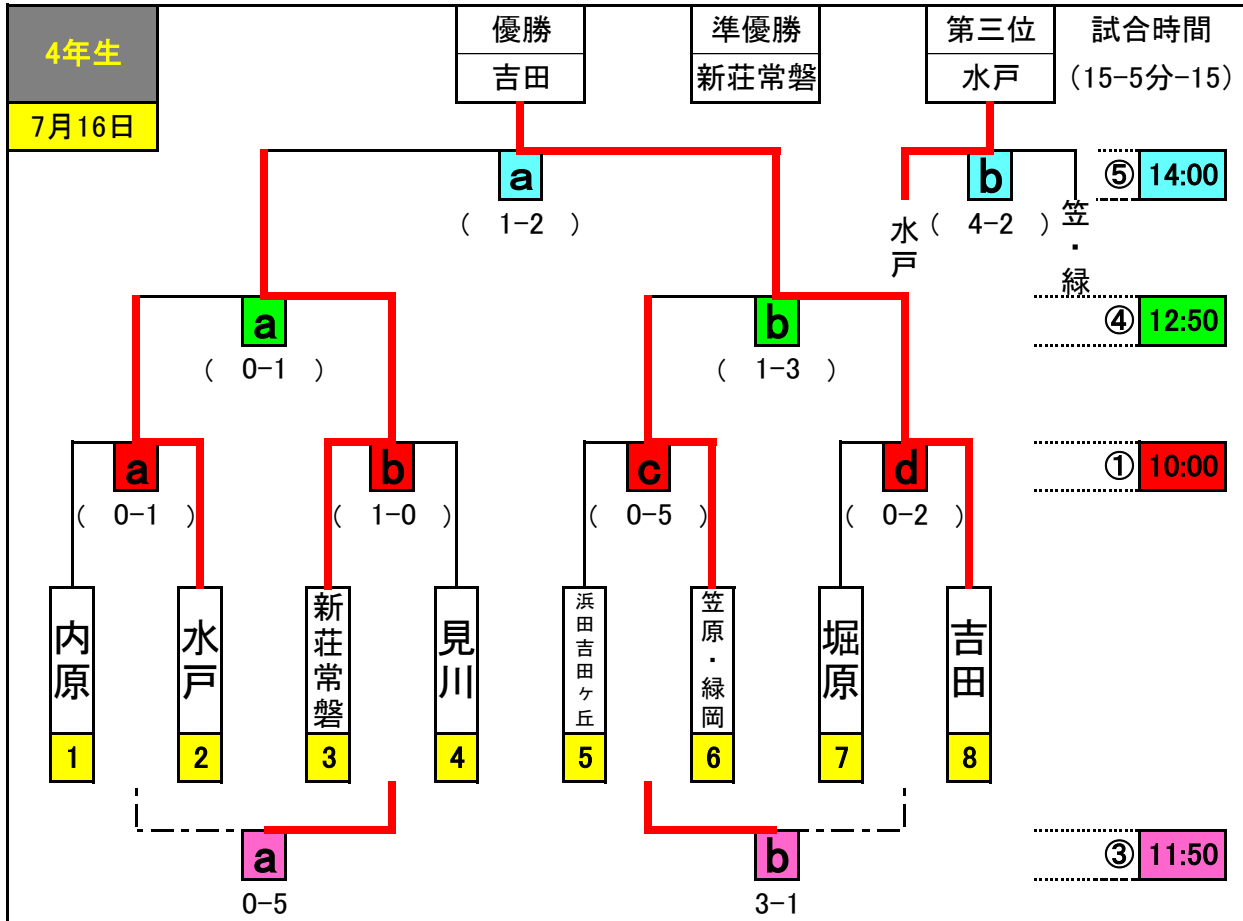 4年生
7月16日
優勝
吉田
準優勝
新荘常磐
第三位
水戸
試合時間
(15-5分-15)
a
( 1-2 )
b
( 4-2 )
水戸
笠・緑
⑤ 14:00
a
( 0-1 )
b
( 1-3 )
④ 12:50
a
( 0-1 )
b
( 1-0 )
c
( 0-5 )
d
( 0-2 )
① 10:00
内原
水戸
新荘常磐
見川
浜田吉田ヶ丘
笠原・緑岡
堀原
吉田
1
2
3
4
5
6
7
8
a
0-5
b
3-1
③ 11:50